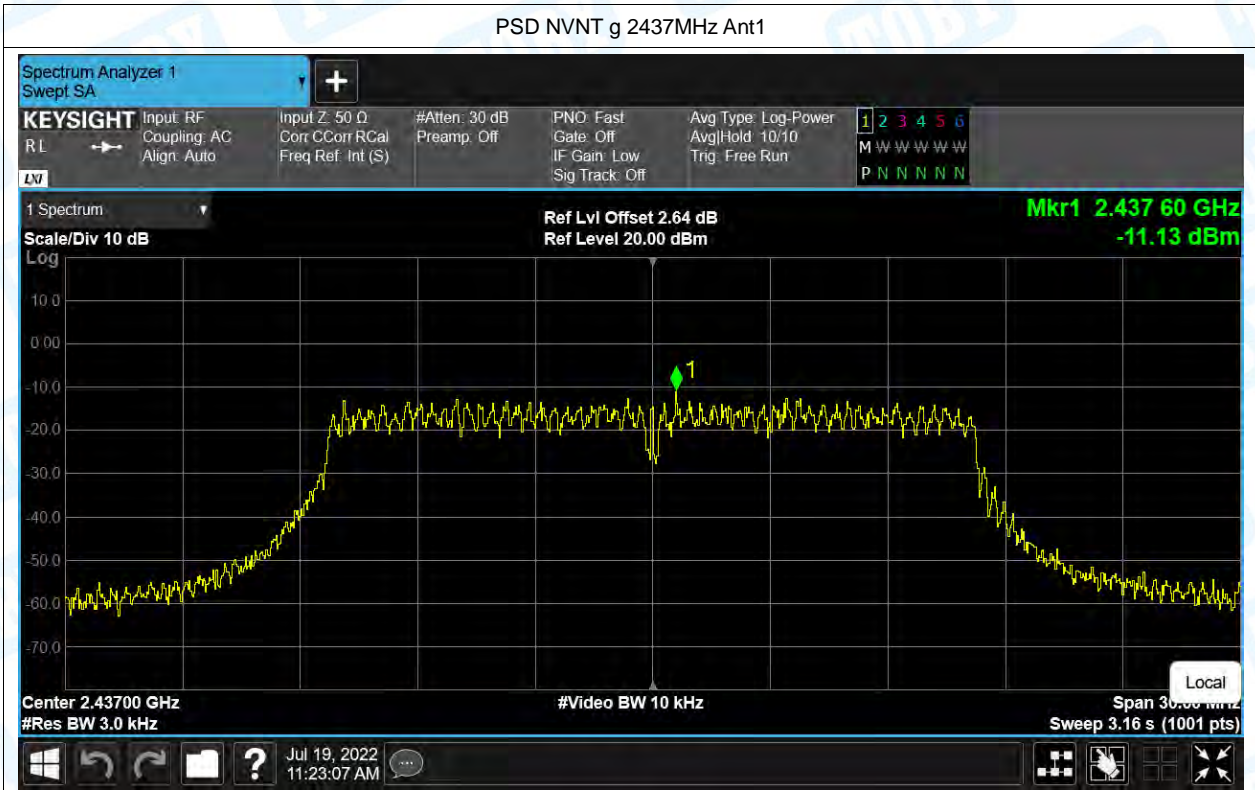 PSD NVNT g 2437MHz Ant1
Spectrum Analyzer 1
Swept SA
+
KEYSIGHT
RL
LXI
Input: RF
Coupling: AC
Align: Auto
Input Z: 50 Ω
Corr CCorr RCal
Freq Ref: Int (S)
#Atten: 30 dB
Preamp: Off
PNO: Fast
Gate: Off
IF Gain: Low
Sig Track: Off
Avg Type: Log-Power
Avg|Hold: 10/10
Trig: Free Run
1 2 3 4 5 6
M W W W W W W
P N N N N N N
1 Spectrum
Scale/Div 10 dB
Log
Ref Lvl Offset 2.64 dB
Ref Level 20.00 dBm
Mkr1 2.437 60 GHz
-11.13 dBm
10.0
0.00
-10.0
-20.0
-30.0
-40.0
-50.0
-60.0
-70.0
1
Local
Center 2.43700 GHz
#Res BW 3.0 kHz
#Video BW 10 kHz
Span 30.00 MHz
Sweep 3.16 s (1001 pts)
?
Jul 19, 2022
11:23:07 AM